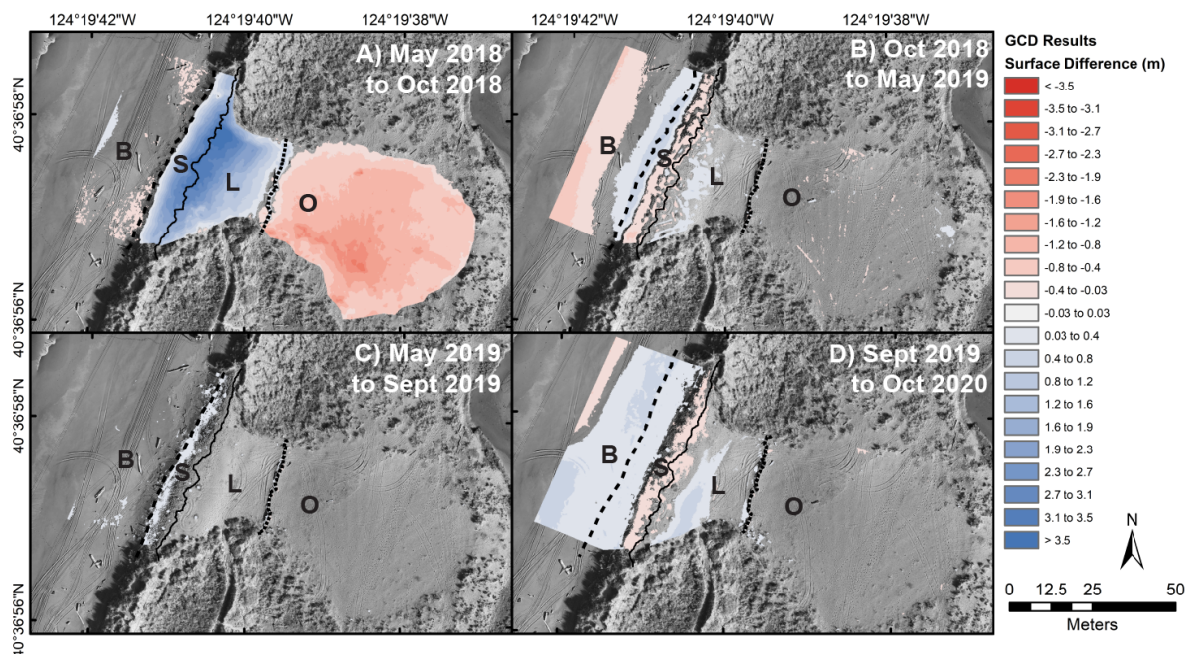 124°19'42"W 124°19'40"W 124°19'38"W 124°19'42"W 124°19'40"W 124°19'38"W
40°36'58"N
40°36'56"N
40°36'58"N
40°36'56"N
A) May 2018
to Oct 2018
B
S
L
O
B) Oct 2018
to May 2019
B
S
L
O
C) May 2019
to Sept 2019
B
S
L
O
D) Sept 2019
to Oct 2020
B
S
L
O
GCD Results
Surface Difference (m)
< -3.5
-3.5 to -3.1
-3.1 to -2.7
-2.7 to -2.3
-2.3 to -1.9
-1.9 to -1.6
-1.6 to -1.2
-1.2 to -0.8
-0.8 to -0.4
-0.4 to -0.03
-0.03 to 0.03
0.03 to 0.4
0.4 to 0.8
0.8 to 1.2
1.2 to 1.6
1.6 to 1.9
1.9 to 2.3
2.3 to 2.7
2.7 to 3.1
3.1 to 3.5
> 3.5
N
0 12.5 25 50
Meters